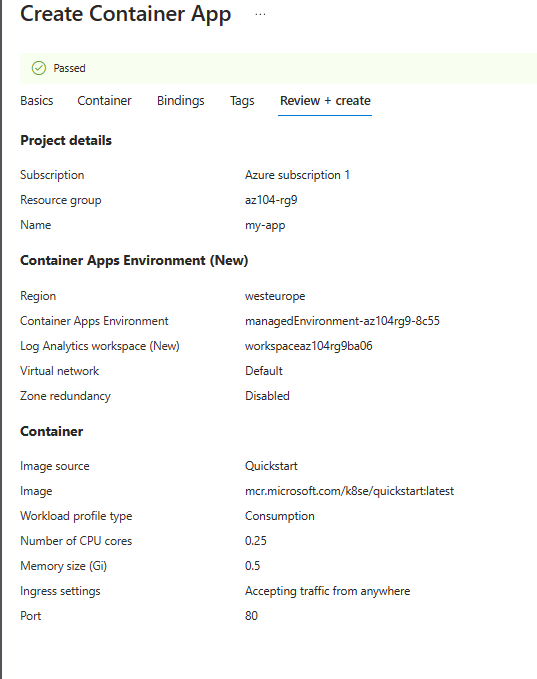 Create Container App ...
Passed
Basics Container Bindings Tags Review + create
Project details
Subscription Azure subscription 1
Resource group az104-rg9
Name my-app
Container Apps Environment (New)
Region westeurope
Container Apps Environment managedEnvironment-az104rg9-8c55
Log Analytics workspace (New) workspaceaz104rg9ba06
Virtual network Default
Zone redundancy Disabled
Container
Image source Quickstart
Image mcr.microsoft.com/k8se/quickstart:latest
Workload profile type Consumption
Number of CPU cores 0.25
Memory size (Gi) 0.5
Ingress settings Accepting traffic from anywhere
Port 80